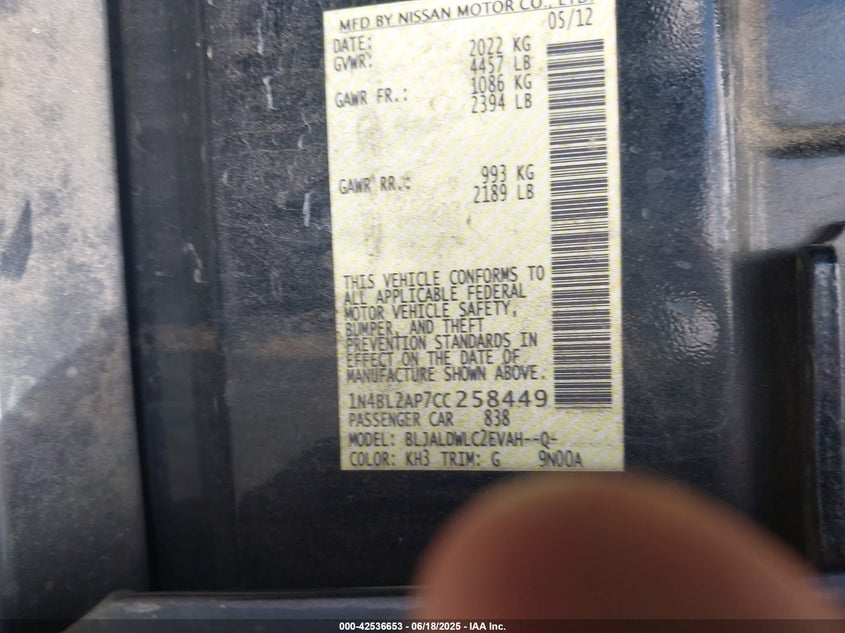 MFD BY NISSAN MOTOR CO., LTD.
DATE: 05/12
GVWR: 2022 KG
4457 LB
GAWR FR.: 1086 KG
2394 LB
GAWR RR.: 993 KG
2189 LB
THIS VEHICLE CONFORMS TO
ALL APPLICABLE FEDERAL
MOTOR VEHICLE SAFETY,
BUMPER, AND THEFT
PREVENTION STANDARDS IN
EFFECT ON THE DATE OF
MANUFACTURE SHOWN ABOVE.
1N4BL2AP7CC258449
PASSENGER CAR 838
MODEL: BLJALDWLC2EVAH--Q-
COLOR: KH3 TRIM: G 9N00A
000-42536653 - 06/18/2025 - IAA Inc.